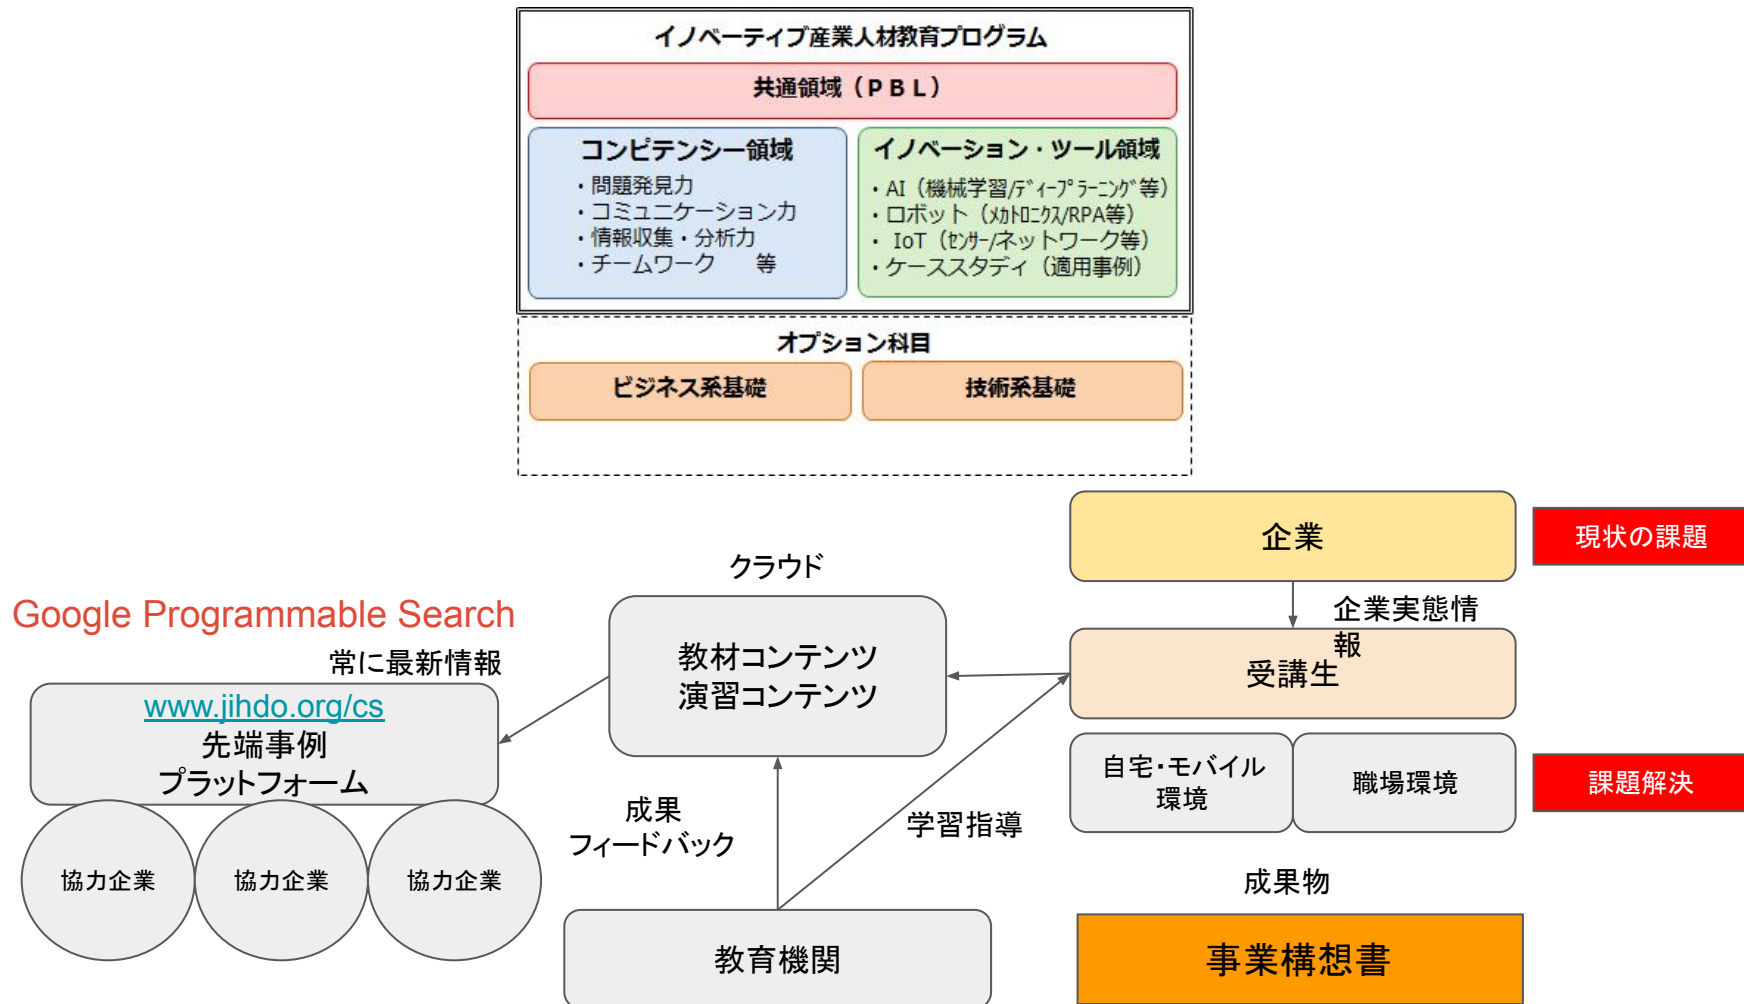 イノベーティブ産業人材教育プログラム
共通領域（ＰＢＬ）
コンピテンシー領域
・問題発見力
・コミュニケーション力
・情報収集・分析力
・チームワーク　等
イノベーション・ツール領域
・AI（機械学習/ﾃﾞｨｰﾌﾟﾗｰﾆﾝｸﾞ等）
・ロボット（ﾒｶﾄﾛﾆｸｽ/RPA等）
・IoT（ｾﾝｻｰ/ネットワーク等）
・ケーススタディ（適用事例）
オプション科目
ビジネス系基礎
技術系基礎
企業
現状の課題
クラウド
企業実態情
報
Google Programmable Search
常に最新情報
教材コンテンツ
演習コンテンツ
受講生
www.jihdo.org/cs
先端事例
プラットフォーム
自宅・モバイル
環境
職場環境
課題解決
成果
フィードバック
学習指導
協力企業
協力企業
協力企業
成果物
教育機関
事業構想書